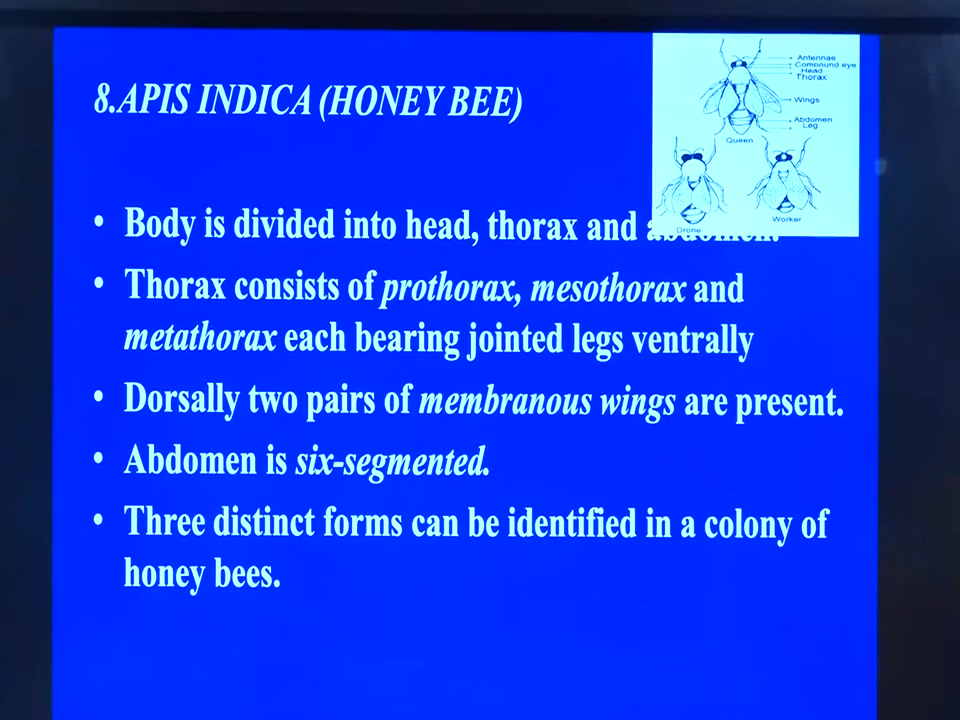 8.APIS INDICA (HONEY BEE)
Antennae
Compound eye
Head
Thorax
Wings
Abdomen
Leg
Queen
Drone
Worker
• Body is divided into head, thorax and abdomen.
• Thorax consists of prothorax, mesothorax and
metathorax each bearing jointed legs ventrally
• Dorsally two pairs of membranous wings are present.
• Abdomen is six-segmented.
• Three distinct forms can be identified in a colony of
honey bees.